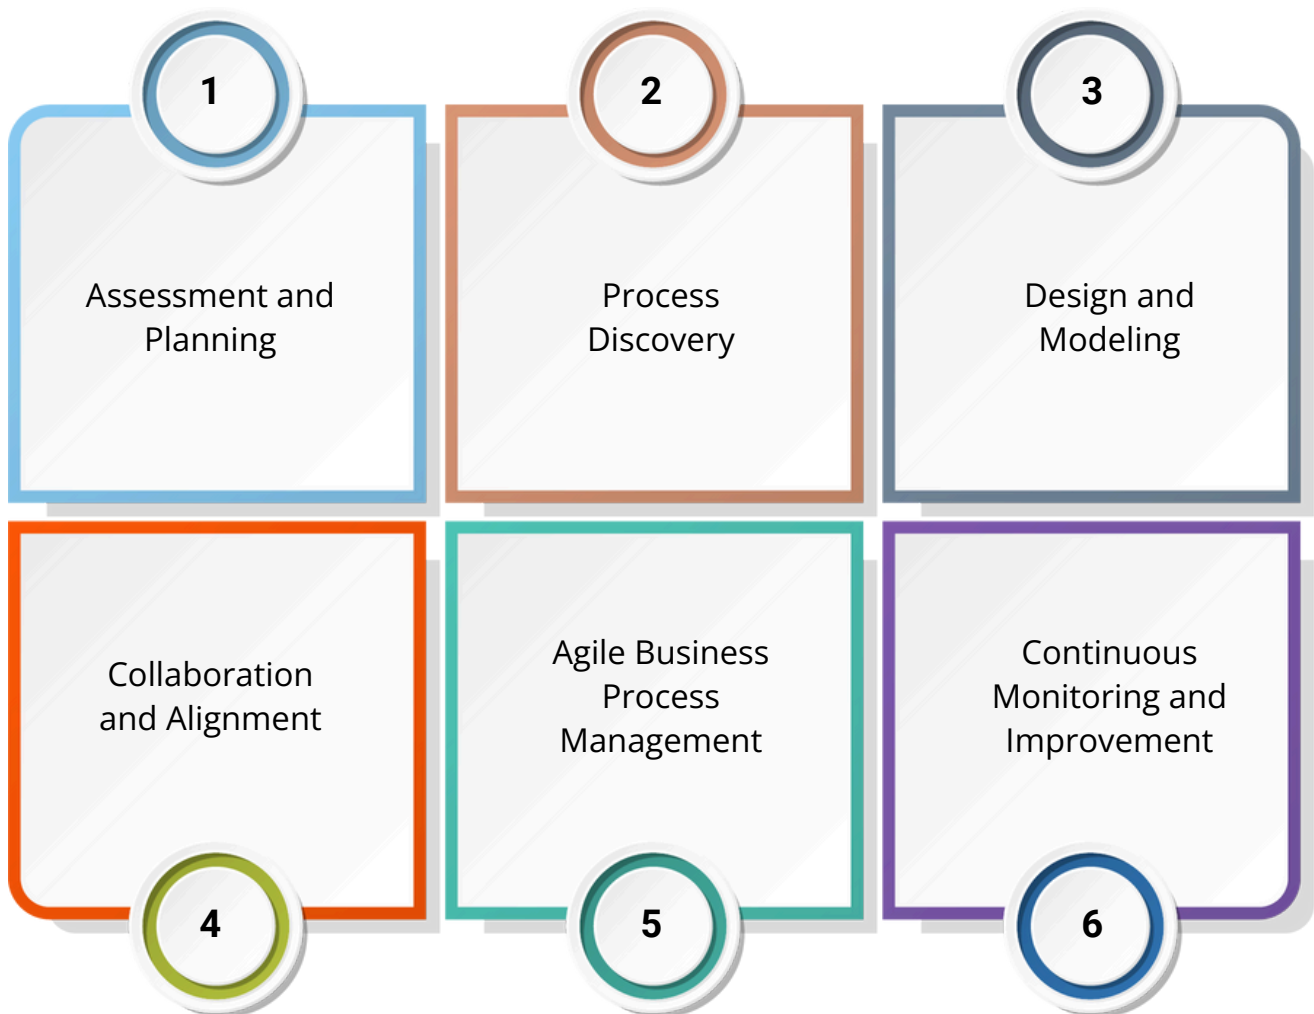 1
Assessment and
Planning
2
Process
Discovery
3
Design and
Modeling
Collaboration
and Alignment
4
Agile Business
Process
Management
5
Continuous
Monitoring and
Improvement
6